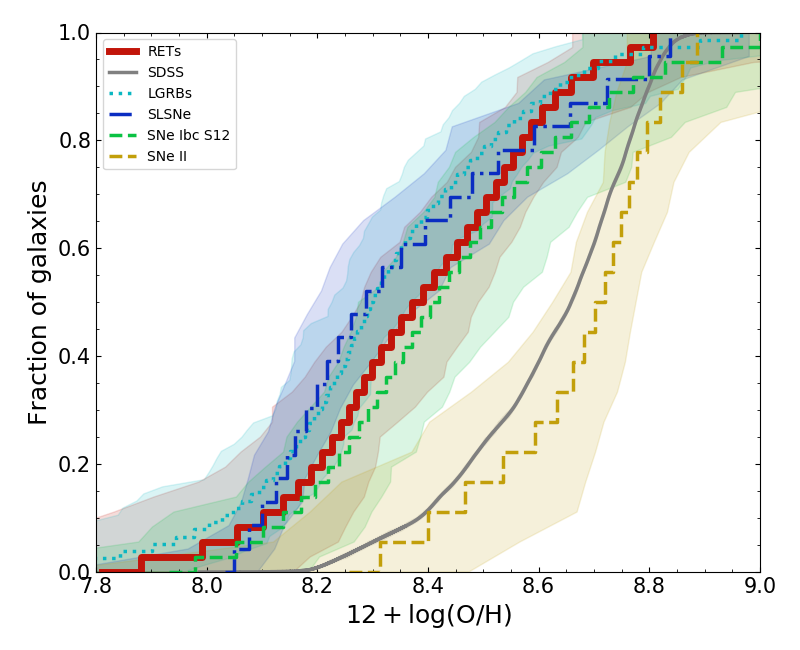 1.0
0.8
0.6
0.4
0.2
0.0
Fraction of galaxies
RETs
SDSS
LGRBs
SLSNe
SNe Ibc S12
SNe II
7.8 8.0 8.2 8.4 8.6 8.8 9.0
12 + log(O/H)